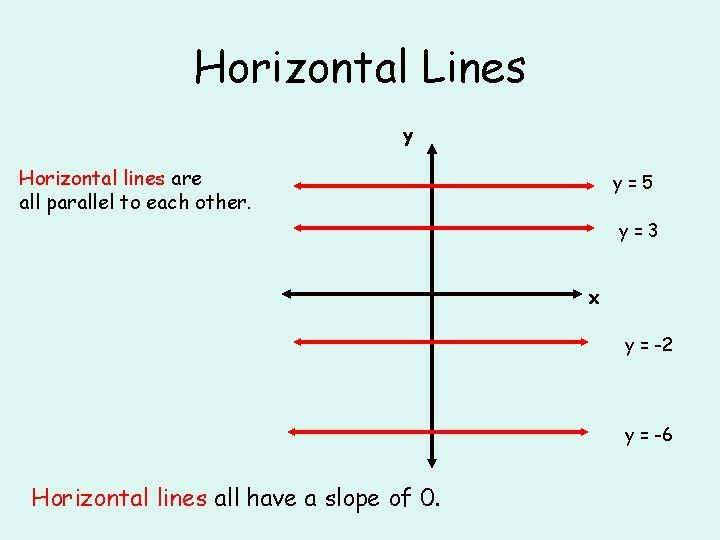 Horizontal Lines
y
Horizontal lines are
all parallel to each other.
y = 5
y = 3
x
y = -2
y = -6
Horizontal lines all have a slope of 0.